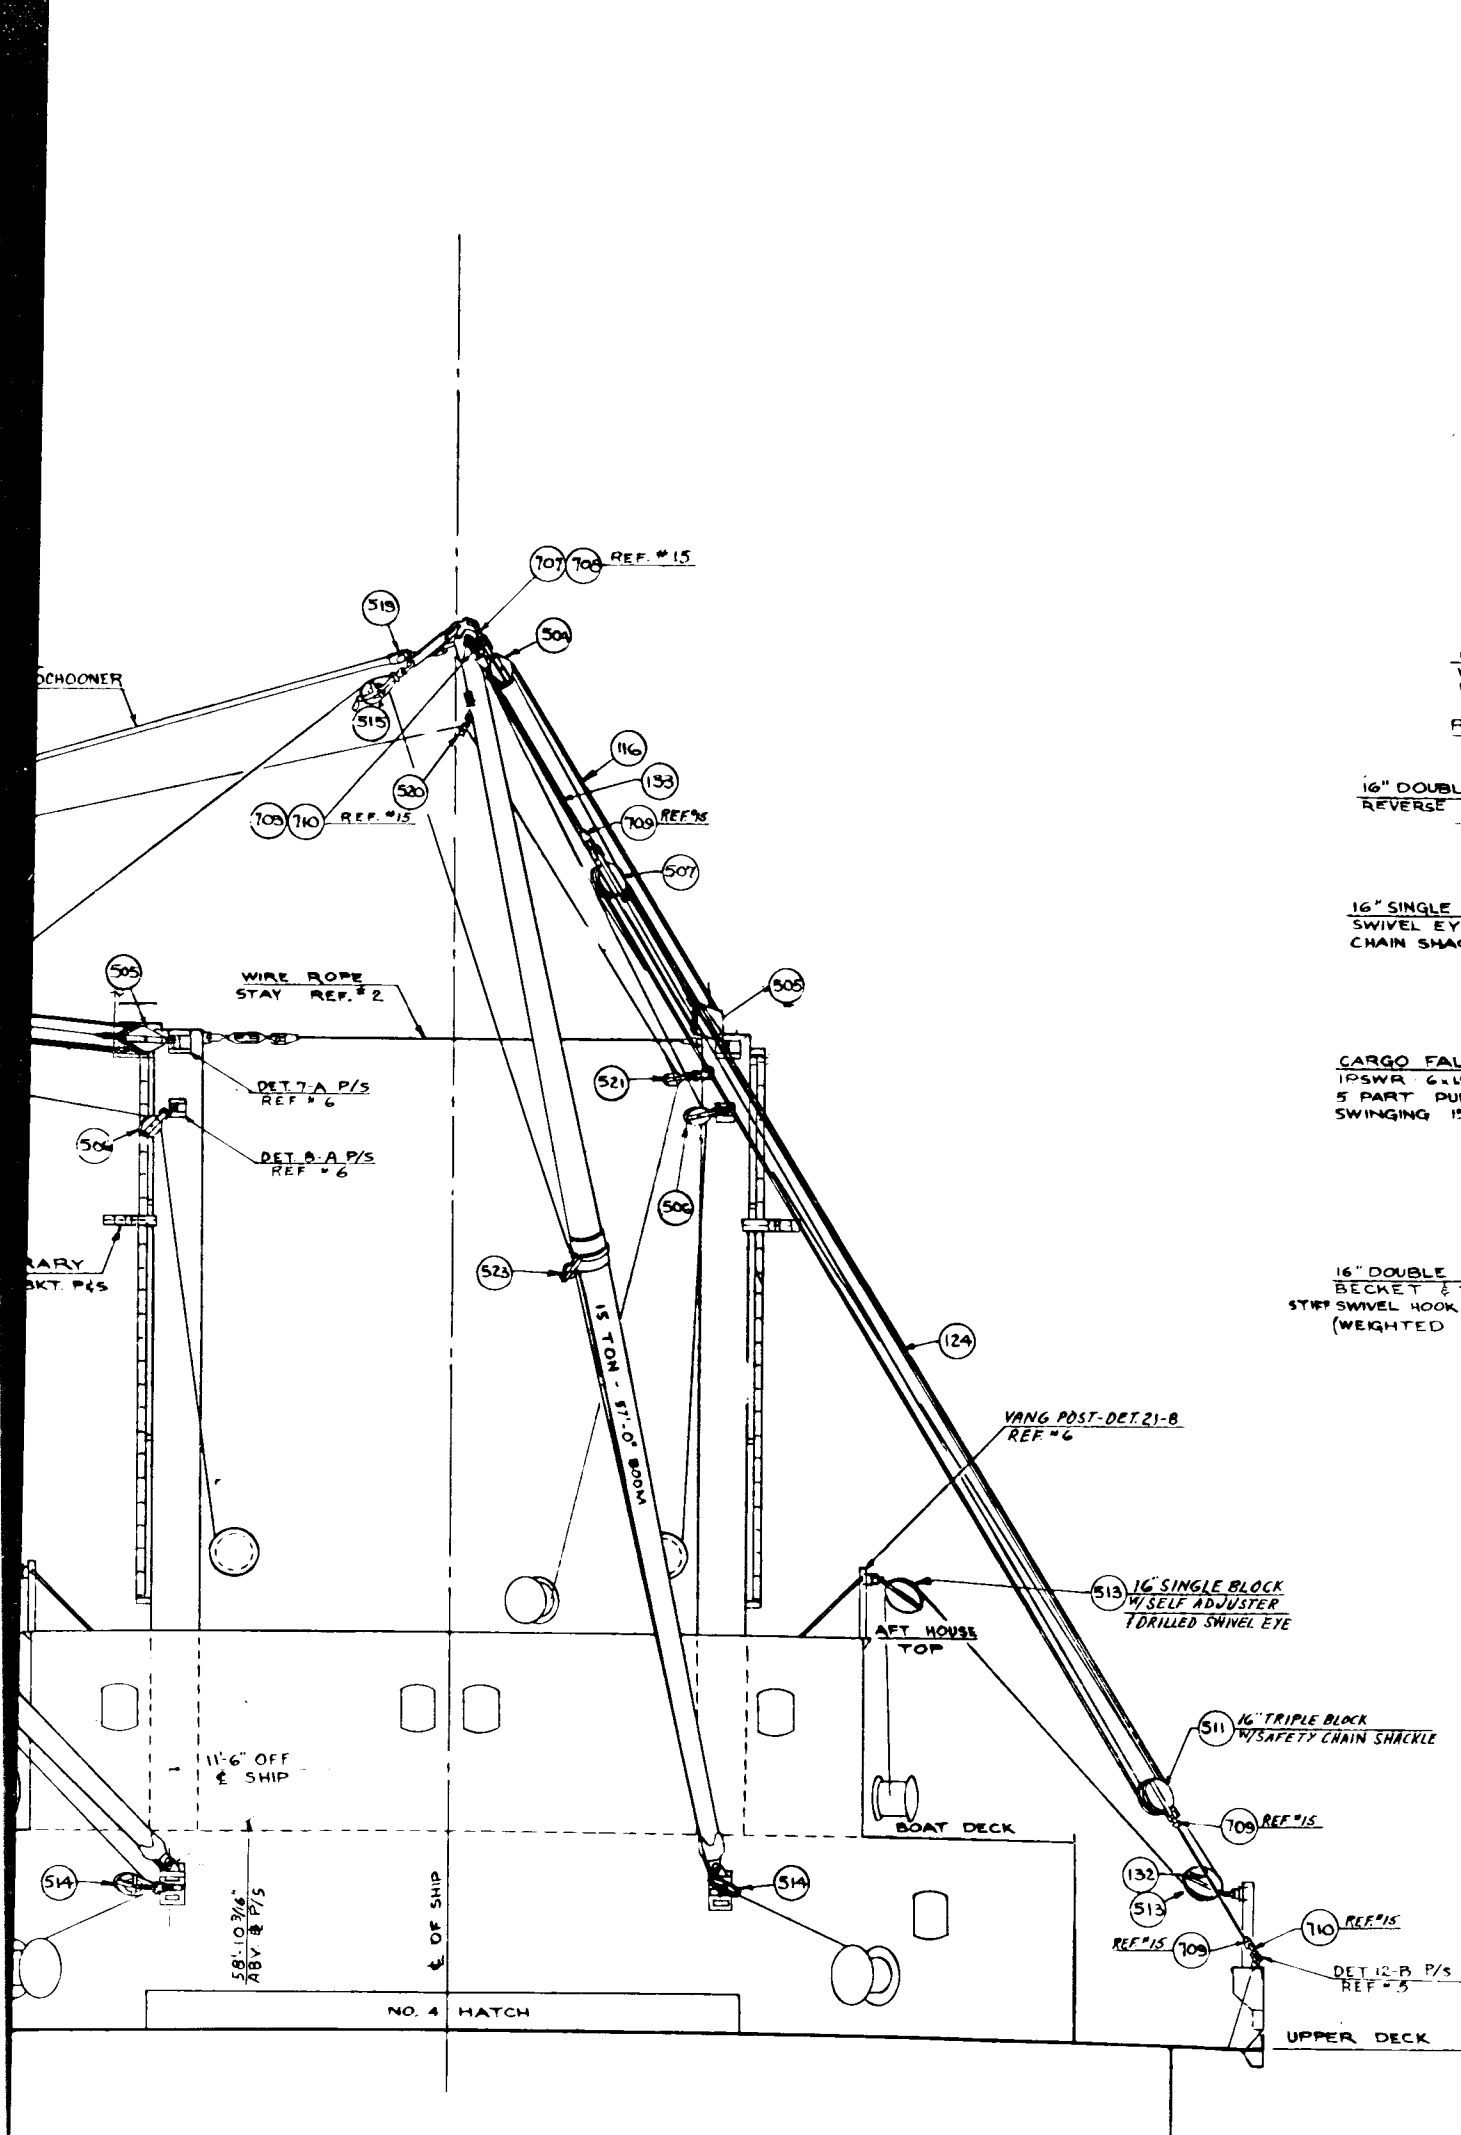 707 708 REF. #15
519
504
SCHOONER
515
116
133
520
709 REF #15
709 710 REF. #15
507
16" DOUBL
REVERSE
16" SINGLE
SWIVEL EY
CHAIN SHA
505
WIRE ROPE
STAY REF. #2
505
521
DET. 7-A P/S
REF #6
CARGO FAL
5 PART PU
SWINGING 15
506
DET. 8-A P/S
REF #6
506
RARY
BKT. P&S
523
16" DOUBLE
BECKET &
STIFF SWIVEL HOOK
(WEIGHTED
15 TON - 57'-0" BOOM
124
VANG POST-DET. 21-B
REF. #6
513 16" SINGLE BLOCK
W/SELF ADJUSTER
& DRILLED SWIVEL EYE
AFT HOUSE
TOP
511 16" TRIPLE BLOCK
W/SAFETY CHAIN SHACKLE
11'-6" OFF
℄ SHIP
BOAT DECK
709 REF #15
514
514
132
513
58'-10 3/16"
ABV. ℄ P/S
℄ OF SHIP
710 REF #15
REF #15 709
DET 12-B P/S
REF #5
NO. 4 HATCH
UPPER DECK